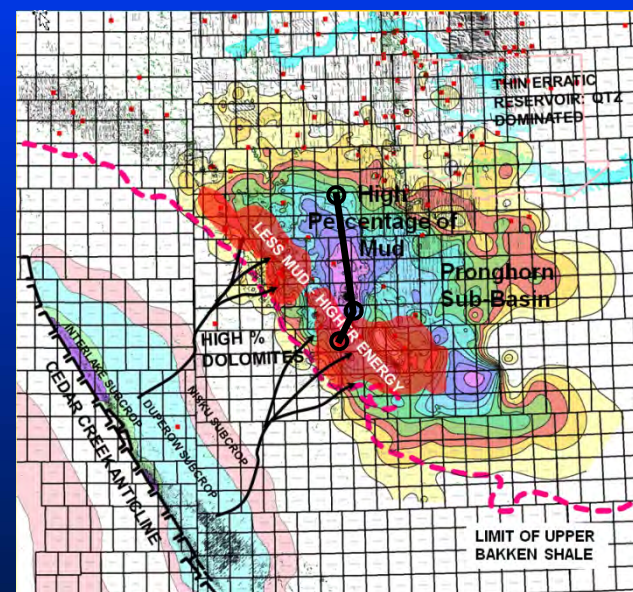 THIN ERRATIC
RESERVOIR: QTZ
DOMINATED
High
Percentage of
Mud
LESS MUD - HIGHER ENERGY
Pronghorn
Sub-Basin
HIGH %
DOLOMITES
INTERLAKE SUBCROP
DUPEROW SUBCROP
NISKU SUBCROP
CEDAR CREEK ANTICLINE
LIMIT OF UPPER
BAKKEN SHALE